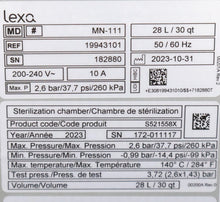 Lexa
MD # MN-111 28 L / 30 qt
REF 19943101 50 / 60 Hz
SN 182880 2023-10-31
200-240 V~ 10 A
Max. P 2,6 bar/37,7 psi/260 kPa
Sterilization chamber/Chambre de stérilisation
Product code/Code produit S521558X
Year/Année 2023 SN 172-011117
Max. Pressure/Max. Pression 2,6 bar/37,7 psi/260 kPa
Min. Pressure/Min. Pression -0,99 bar/-14,4 psi/-99 kPa
Max. Temperature/Max. Température 140° C / 284° F
Test press./Press. de test 3,72 (2,6x1,43) bar
Volume/Volume 28 L / 30 qt